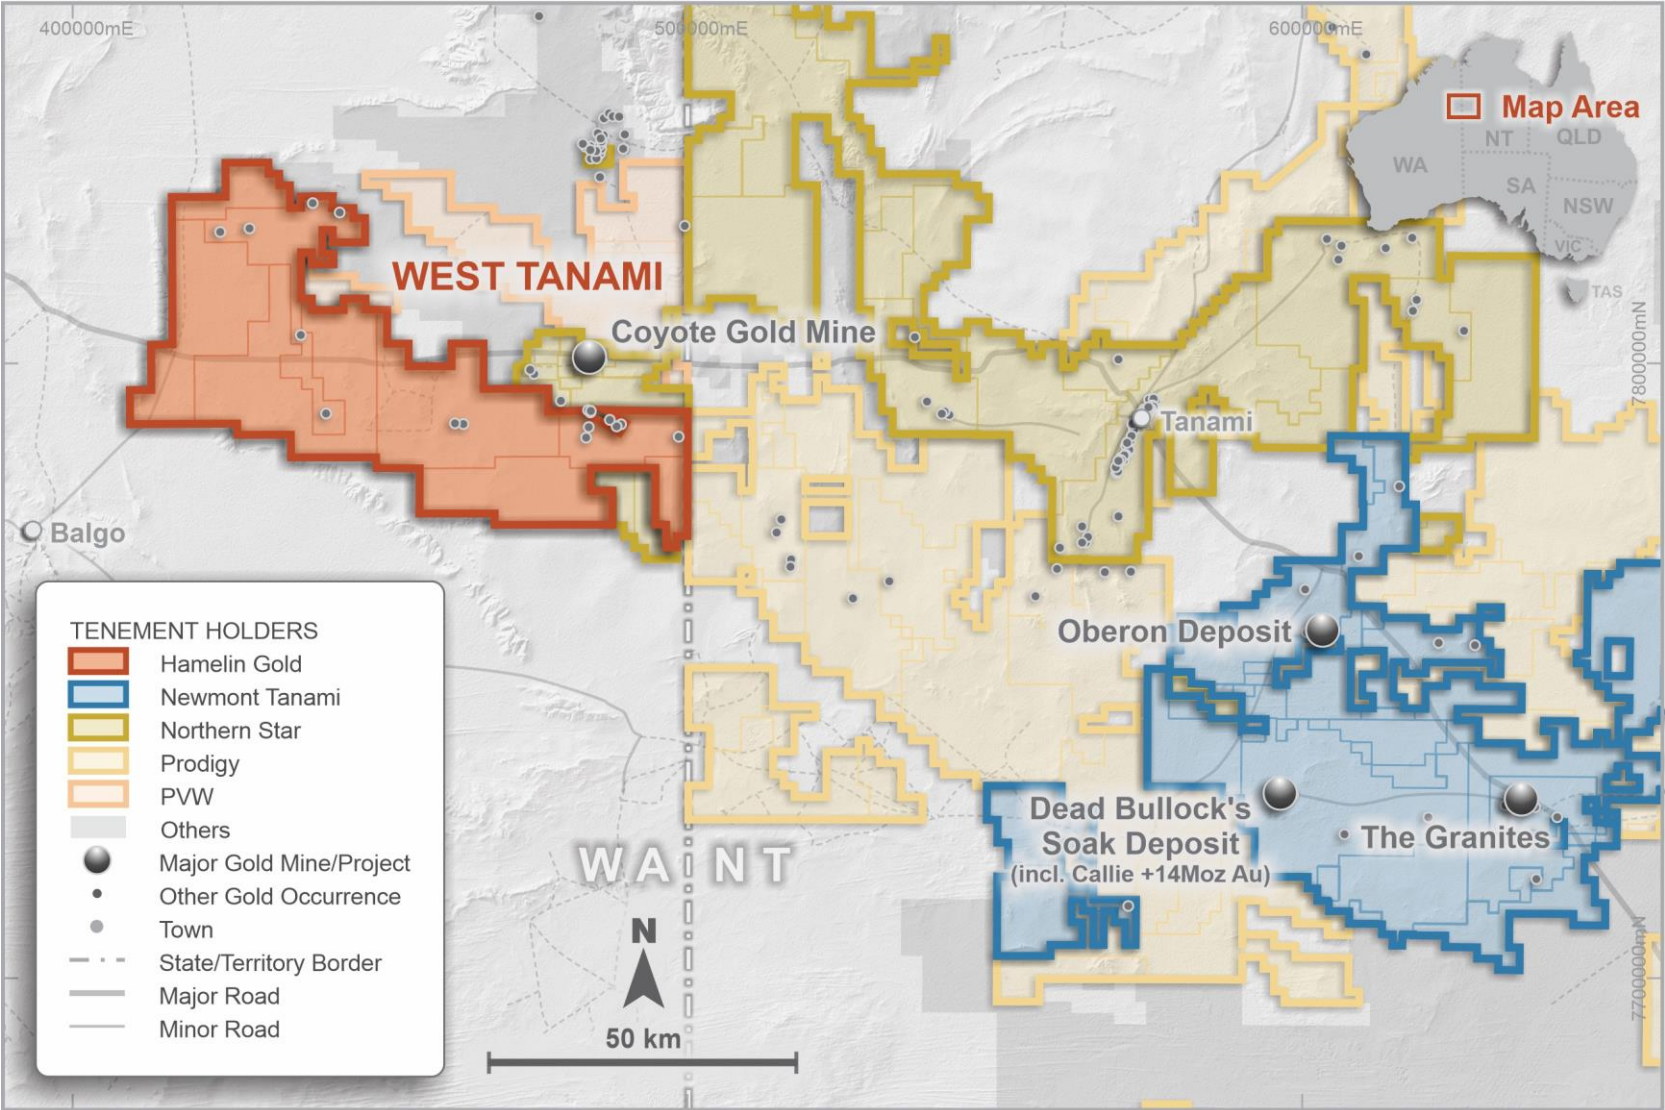 400000mE
500000mE
600000mE
Map Area
NT
QLD
WA
SA
NSW
VIC
TAS
7800000mN
WEST TANAMI
Coyote Gold Mine
Tanami
Balgo
Oberon Deposit
Dead Bullock's
Soak Deposit
(incl. Callie +14Moz Au)
The Granites
7700000mN
WA NT
N
50 km
TENEMENT HOLDERS
Hamelin Gold
Newmont Tanami
Northern Star
Prodigy
PVW
Others
Major Gold Mine/Project
Other Gold Occurrence
Town
State/Territory Border
Major Road
Minor Road